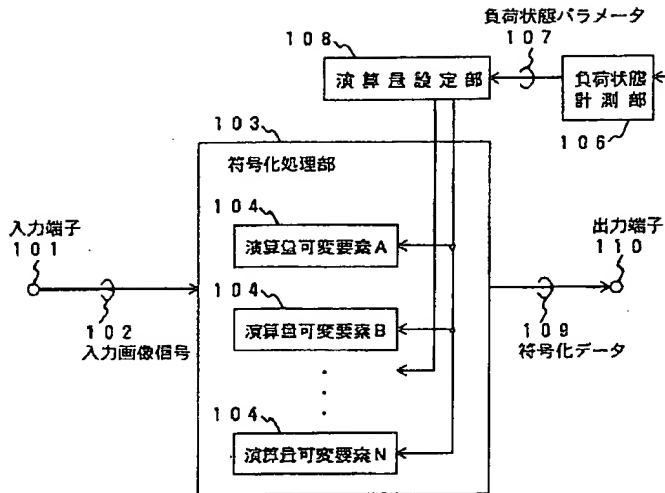 負荷状態パラメータ
108
107
演算量設定部
負荷状態
計測部
106
103
符号化処理部
104
演算量可変要素A
入力端子
101
出力端子
110
104
102
入力画像信号
演算量可変要素B
109
符号化データ
・
・
・
104
演算量可変要素N